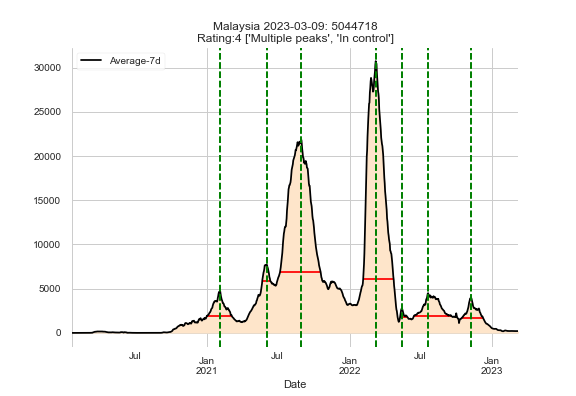 Malaysia 2023-03-09: 5044718
Rating:4 ['Multiple peaks', 'In control']
Average-7d
30000
25000
20000
15000
10000
5000
0
Jul
Jan
2021
Jul
Jan
2022
Jul
Jan
2023
Date